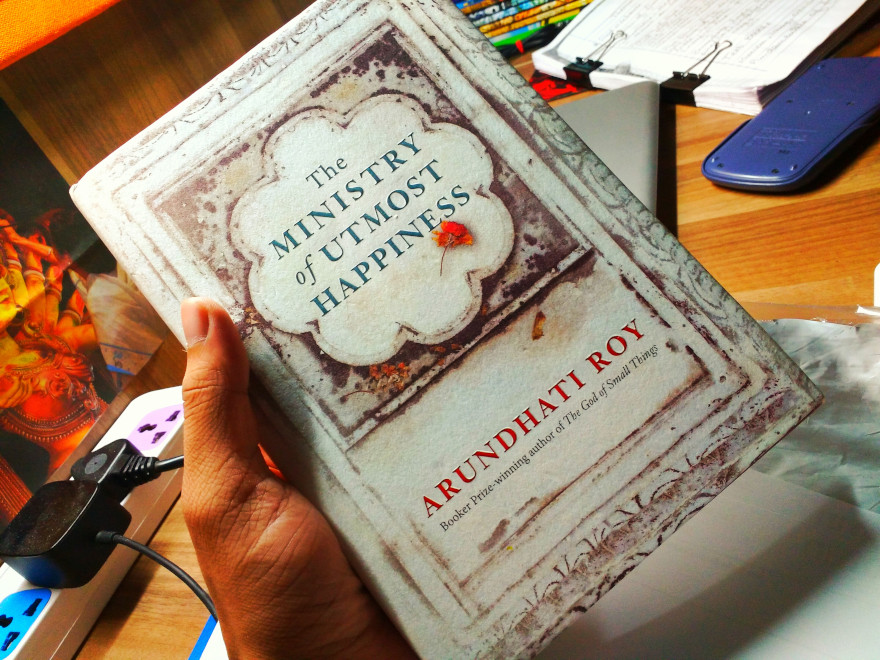 The
MINISTRY
of UTMOST
HAPPINESS
ARUNDHATI ROY
Booker Prize-winning author of The God of Small Things